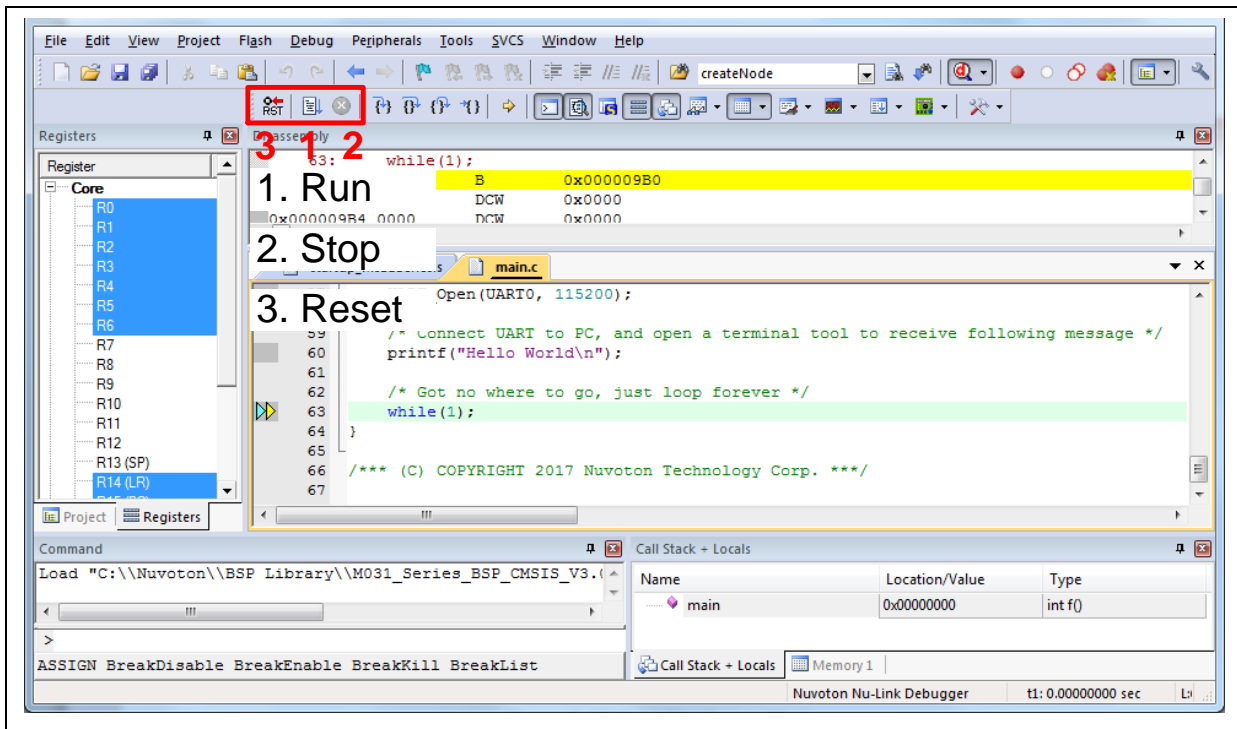 File Edit View Project Flash Debug Peripherals Tools SVCS Window Help
createNode
RST
3 1 2
Registers
Disassembly
Register
Core
R0
R1
R2
R3
R4
R5
R6
R7
R8
R9
R10
R11
R12
R13 (SP)
R14 (LR)
Project Registers
63: while(1);
B 0x000009B0
DCW 0x0000
0x000009B4 0000 DCW 0x0000
1. Run
2. Stop
3. Reset
main.c
Open(UART0, 115200);
59 /* Connect UART to PC, and open a terminal tool to receive following message */
60 printf("Hello World\n");
61
62 /* Got no where to go, just loop forever */
63 while(1);
64 }
65
66 /*** (C) COPYRIGHT 2017 Nuvoton Technology Corp. ***/
67
Command
Load "C:\\Nuvoton\\BSP Library\\M031_Series_BSP_CMSIS_V3.
>
ASSIGN BreakDisable BreakEnable BreakKill BreakList
Call Stack + Locals
Name Location/Value Type
main 0x00000000 int f()
Call Stack + Locals Memory 1
Nuvoton Nu-Link Debugger t1: 0.00000000 sec